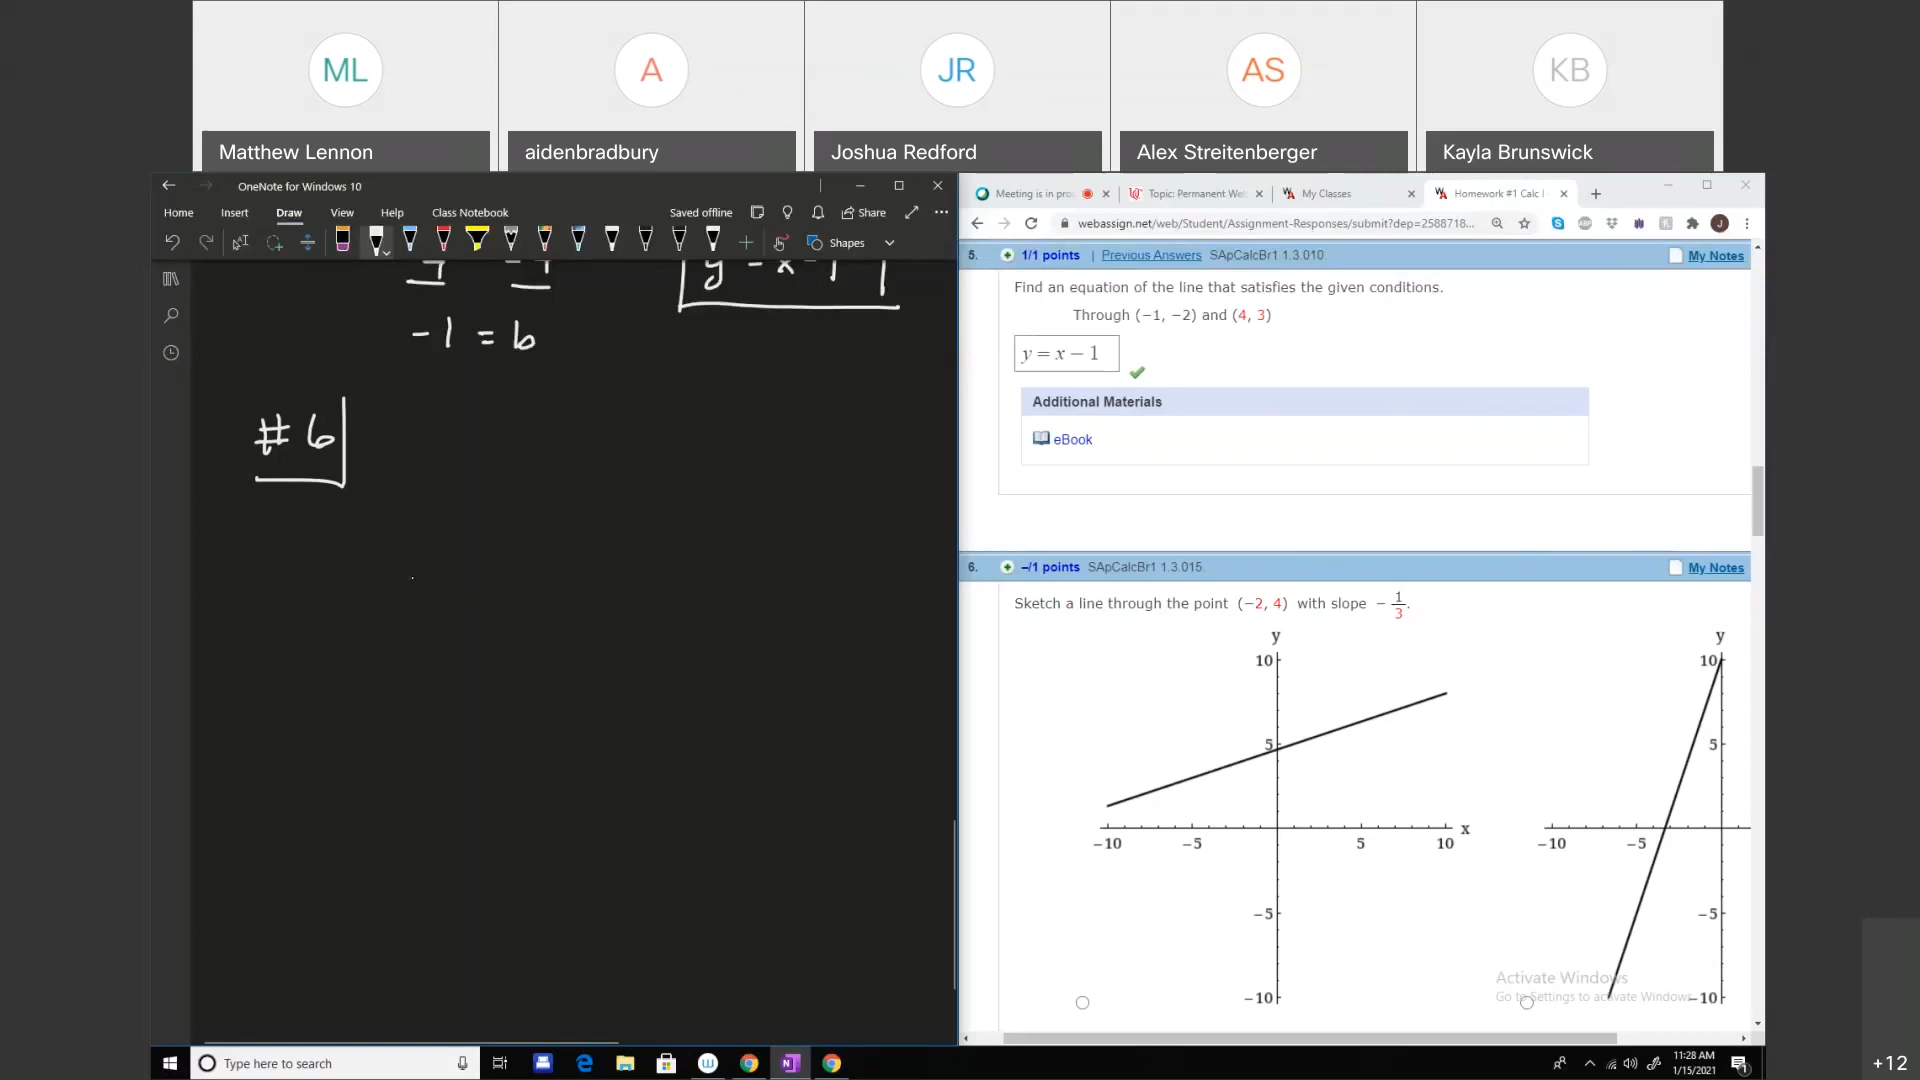 ML
A
JR
AS
KB
Matthew Lennon
aidenbradbury
Joshua Redford
Alex Streitenberger
Kayla Brunswick
OneNote for Windows 10
Home Insert Draw View Help Class Notebook Saved offline Share
Shapes
y = x - 1
-1 = b
# 6
Meeting is in pro
Topic: Permanent Web
My Classes
Homework #1 Calc I -
webassign.net/web/Student/Assignment-Responses/submit?dep=2588718...
5. 1/1 points | Previous Answers SApCalcBr1 1.3.010. My Notes
Find an equation of the line that satisfies the given conditions.
Through (−1, −2) and (4, 3)
y = x − 1
Additional Materials
eBook
6. –/1 points SApCalcBr1 1.3.015. My Notes
Sketch a line through the point (−2, 4) with slope − 1/3.
y
10
5
x
−10 −5 5 10
−5
−10
y
10
5
−10 −5
−5
−10
Activate Windows
Go to Settings to activate Windows.
Type here to search
11:28 AM
1/15/2021
+12